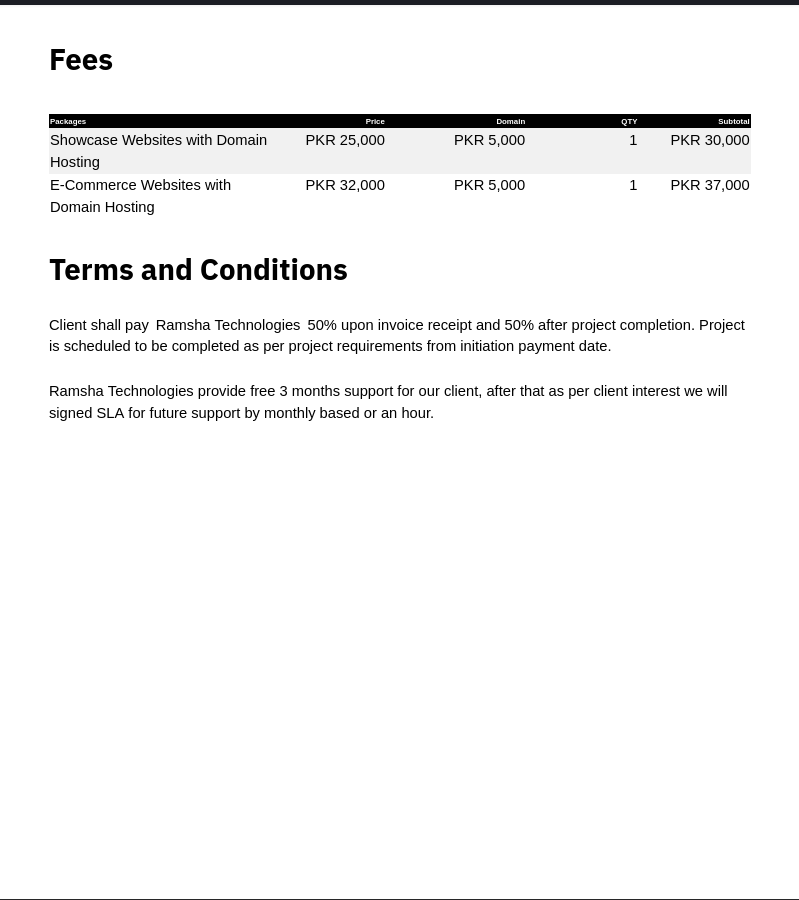 Fees
Packages Price Domain QTY Subtotal
Showcase Websites with Domain PKR 25,000 PKR 5,000 1 PKR 30,000
Hosting
E-Commerce Websites with PKR 32,000 PKR 5,000 1 PKR 37,000
Domain Hosting
Terms and Conditions
Client shall pay Ramsha Technologies 50% upon invoice receipt and 50% after project completion. Project
is scheduled to be completed as per project requirements from initiation payment date.
Ramsha Technologies provide free 3 months support for our client, after that as per client interest we will
signed SLA for future support by monthly based or an hour.